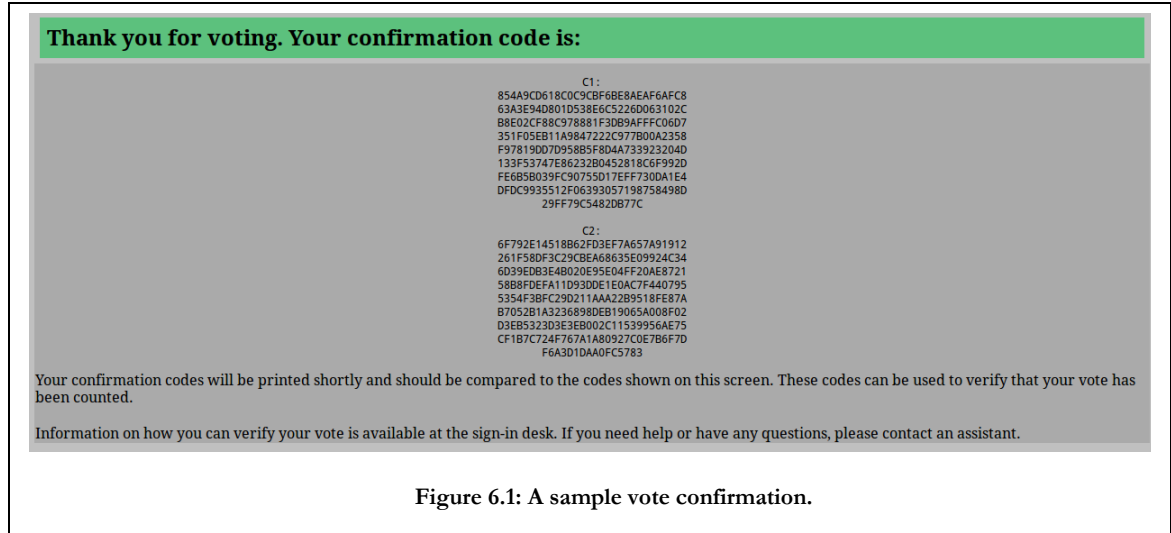 Thank you for voting. Your confirmation code is:
C1:
854A9CD618C0C9CBF6BE8AEAF6AFC8
63A3E94D801D538E6C5226D063102C
B8E02CF88C978881F3DB9AFFFC06D7
351F05EB11A9847222C977B00A2358
F97819DD7D958B5F8D4A733923204D
133F53747E86232B0452818C6F992D
FE6B5B039FC90755D17EFF730DA1E4
DFDC9935512F06393057198758498D
29FF79C5482DB77C
C2:
6F792E14518B62FD3EF7A657A91912
261F58DF3C29CBEA68635E09924C34
6D39EDB3E4B020E95E04FF20AE8721
58B8FDEFA11D93DDE1E0AC7F440795
5354F3BFC29D211AAA22B9518FE87A
B7052B1A3236898DEB19065A008F02
D3EB5323D3E3EB002C11539956AE75
CF1B7C724F767A1A80927C0E7B6F7D
F6A3D1DAA0FC5783
Your confirmation codes will be printed shortly and should be compared to the codes shown on this screen. These codes can be used to verify that your vote has
been counted.
Information on how you can verify your vote is available at the sign-in desk. If you need help or have any questions, please contact an assistant.
Figure 6.1: A sample vote confirmation.